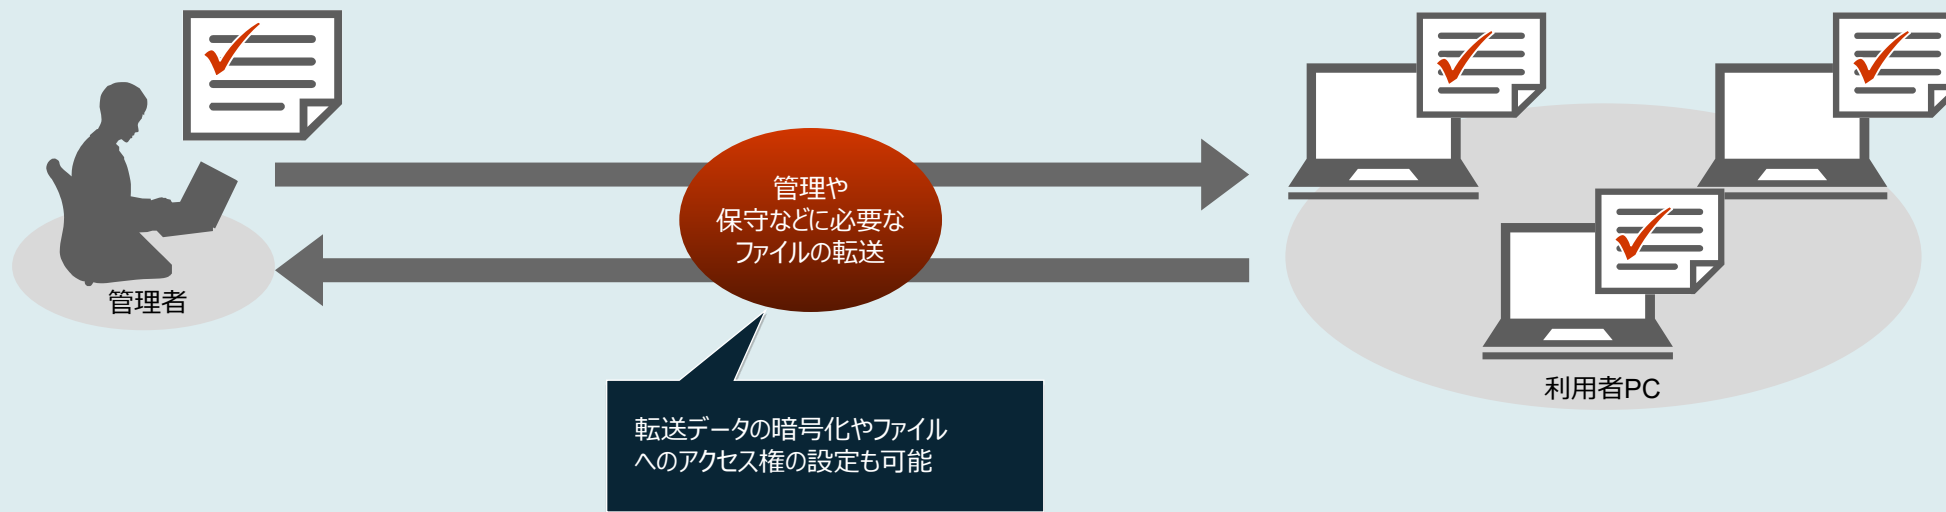 管理や
保守などに必要な
ファイルの転送
管理者
利用者PC
転送データの暗号化やファイル
へのアクセス権の設定も可能